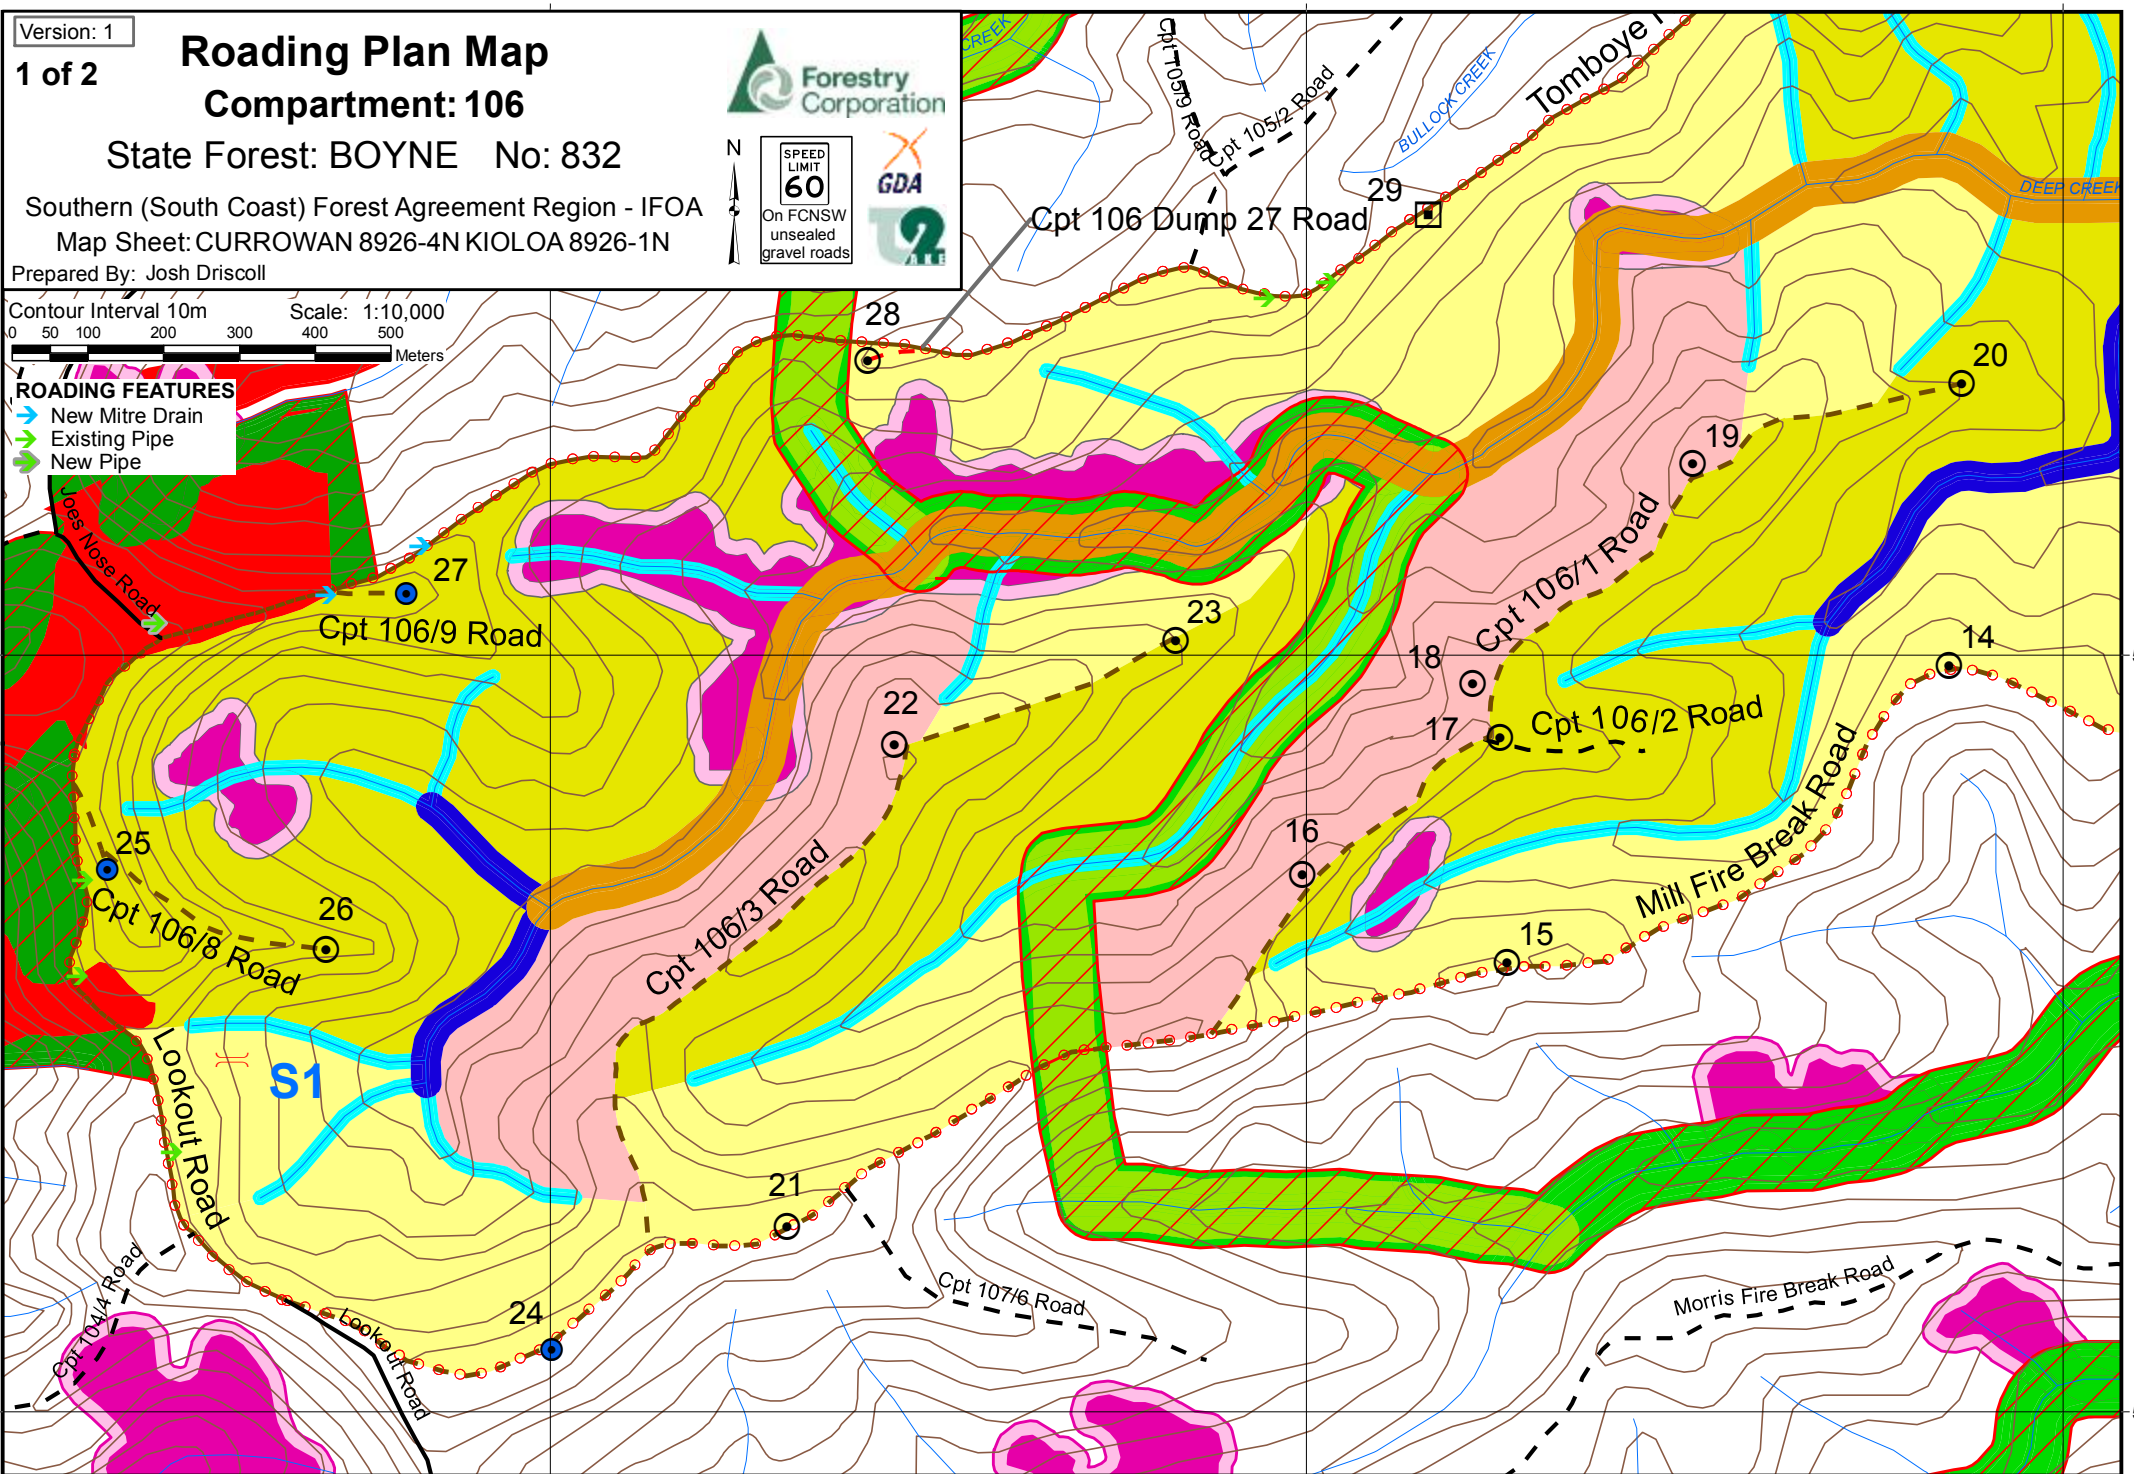 Version: 1
1 of 2
Roading Plan Map
Compartment: 106
State Forest: BOYNE No: 832
Southern (South Coast) Forest Agreement Region - IFOA
Map Sheet: CURROWAN 8926-4N KIOLOA 8926-1N
Prepared By: Josh Driscoll
Forestry
Corporation
N
SPEED
LIMIT
60
On FCNSW
unsealed
gravel roads
GDA
Contour Interval 10m
Scale: 1:10,000
0 50 100 200 300 400 500
Meters
ROADING FEATURES
New Mitre Drain
Existing Pipe
New Pipe
CREEK
Cpt 105/9 Road
Cpt 105/2 Road
BULLOCK CREEK
Tomboye
29
Cpt 106 Dump 27 Road
DEEP CREEK
28
20
19
Joes Nose Road
27
Cpt 106/9 Road
Cpt 106/1 Road
23
14
18
22
17
Cpt 106/2 Road
16
25
26
Cpt 106/8 Road
Cpt 106/3 Road
Mill Fire Break Road
15
S1
Lookout Road
21
Cpt 104/4 Road
24
Lookout Road
Cpt 107/6 Road
Morris Fire Break Road